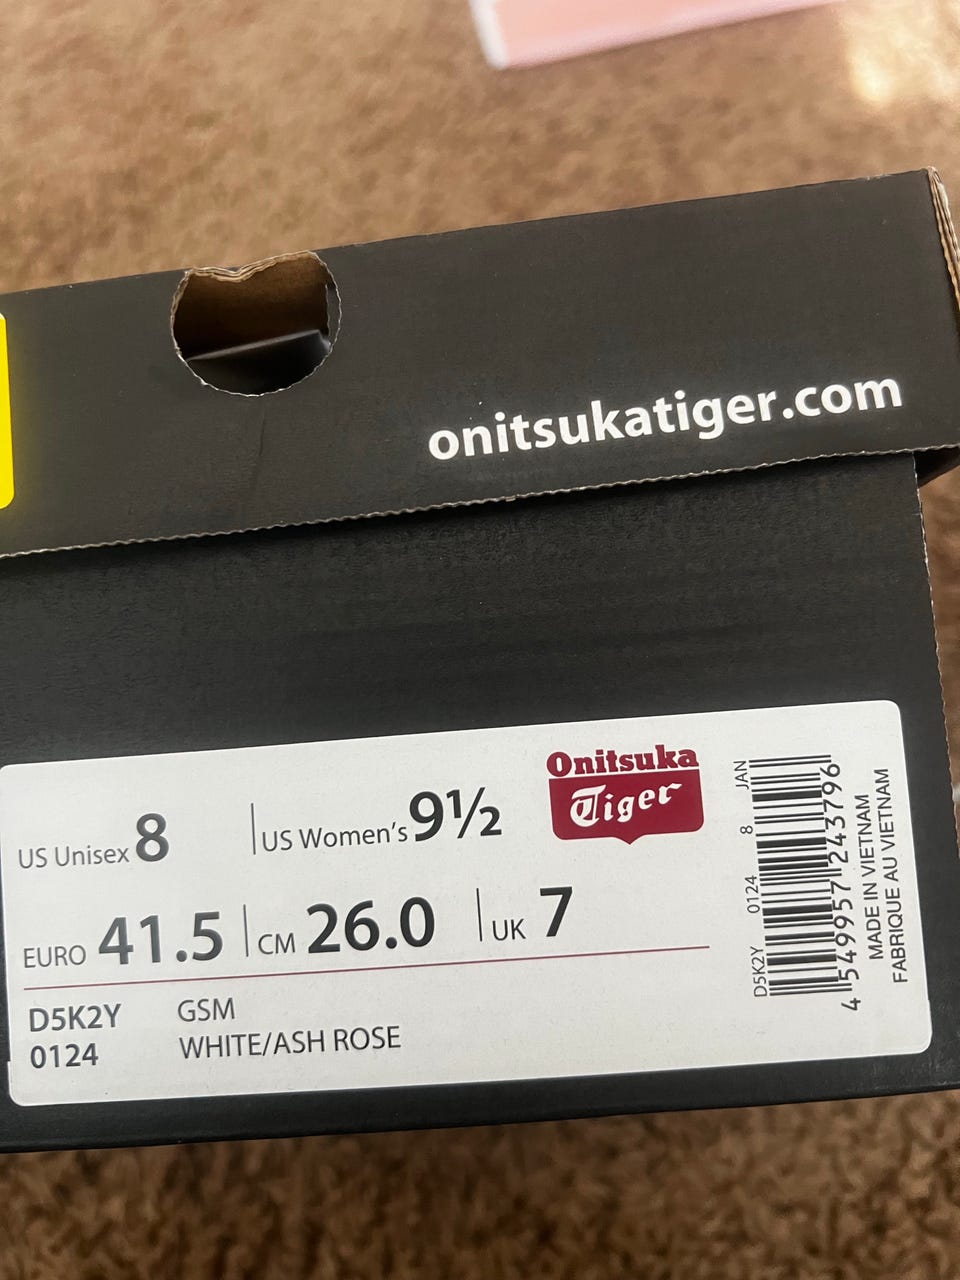 onitsukatiger.com
US Unisex 8 US Women's 9½
Onitsuka
Tiger
EURO 41.5 CM 26.0 UK 7
D5K2Y GSM
0124 WHITE/ASH ROSE
D5K2Y 0124 8 JAN
4 549957 243796
MADE IN VIETNAM
FABRIQUE AU VIETNAM